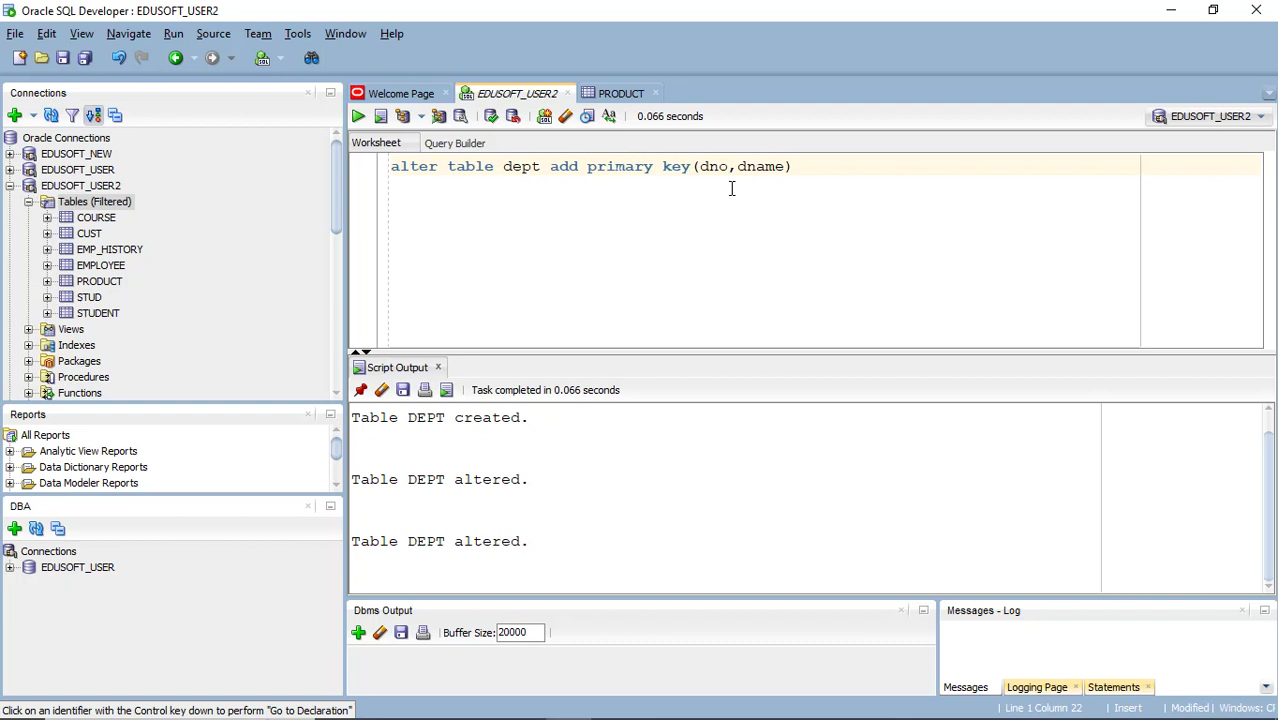 Oracle SQL Developer : EDUSOFT_USER2
File Edit View Navigate Run Source Team Tools Window Help
Connections
Oracle Connections
EDUSOFT_NEW
EDUSOFT_USER
EDUSOFT_USER2
Tables (Filtered)
COURSE
CUST
EMP_HISTORY
EMPLOYEE
PRODUCT
STUD
STUDENT
Views
Indexes
Packages
Procedures
Functions
Reports
All Reports
Analytic View Reports
Data Dictionary Reports
Data Modeler Reports
DBA
Connections
EDUSOFT_USER
Welcome Page EDUSOFT_USER2 PRODUCT
0.066 seconds EDUSOFT_USER2
Worksheet Query Builder
alter table dept add primary key(dno,dname)
Script Output
Task completed in 0.066 seconds
Table DEPT created.
Table DEPT altered.
Table DEPT altered.
Dbms Output
Buffer Size: 20000
Messages - Log
Messages Logging Page Statements
Click on an identifier with the Control key down to perform "Go to Declaration"
Line 1 Column 22 Insert Modified Windows: